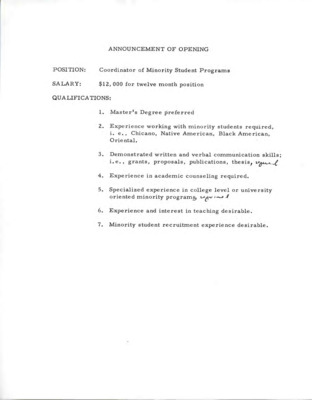 ANNOUNCEMENT OF OPENING
POSITION: Coordinator of Minority Student Programs
SALARY: $12,000 for twelve month position
QUALIFICATIONS:
1. Master's Degree preferred
2. Experience working with minority students required,
i. e., Chicano, Native American, Black American,
Oriental.
3. Demonstrated written and verbal communication skills;
i.e., grants, proposals, publications, thesis,
4. Experience in academic counseling required.
5. Specialized experience in college level or university
oriented minority programs, required
6. Experience and interest in teaching desirable.
7. Minority student recruitment experience desirable.